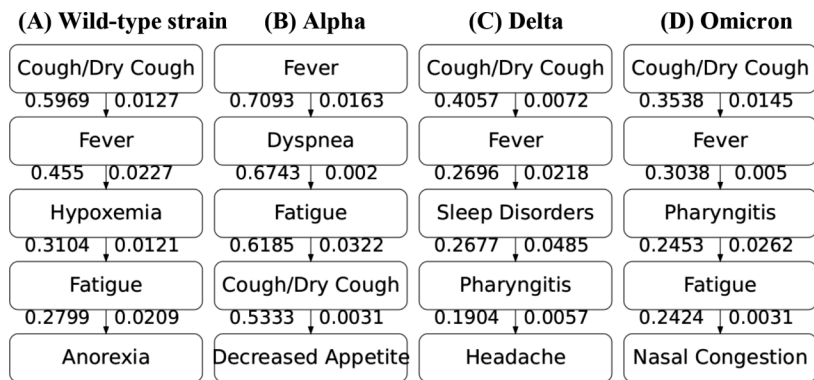 (A) Wild-type strain (B) Alpha (C) Delta (D) Omicron
Cough/Dry Cough Fever Cough/Dry Cough Cough/Dry Cough
0.5969 0.0127 0.7093 0.0163 0.4057 0.0072 0.3538 0.0145
Fever Dyspnea Fever Fever
0.455 0.0227 0.6743 0.002 0.2696 0.0218 0.3038 0.005
Hypoxemia Fatigue Sleep Disorders Pharyngitis
0.3104 0.0121 0.6185 0.0322 0.2677 0.0485 0.2453 0.0262
Fatigue Cough/Dry Cough Pharyngitis Fatigue
0.2799 0.0209 0.5333 0.0031 0.1904 0.0057 0.2424 0.0031
Anorexia Decreased Appetite Headache Nasal Congestion